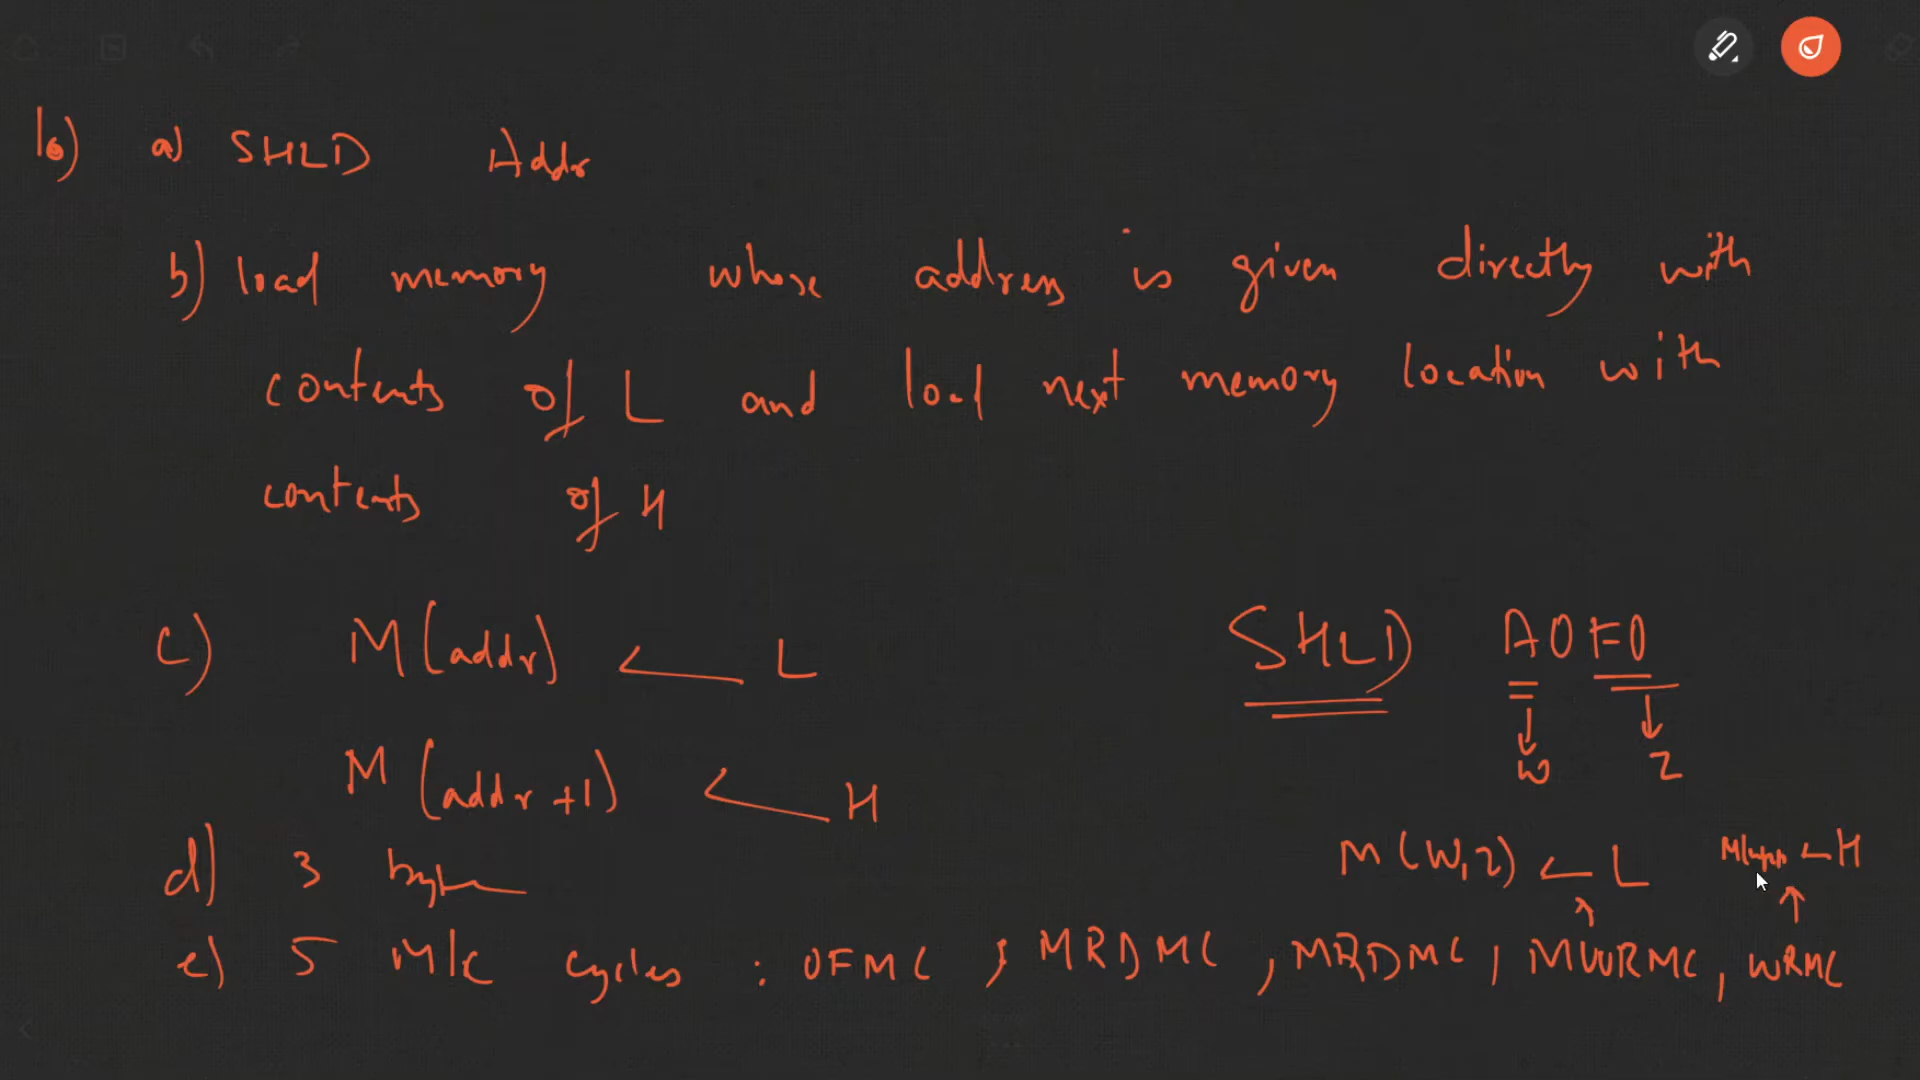 16) a) SHLD Addr
b) load memory whose address is given directly with
contents of L and load next memory location with
contents of H
c) M(addr) ← L
SHLD A0F0
W Z
M(addr+1) ← H
M(W,Z) ← L ← H
d) 3 byte
e) 5 M/c cycles : OFMC, MRDMC, MRDMC, MWRMC, WRMC